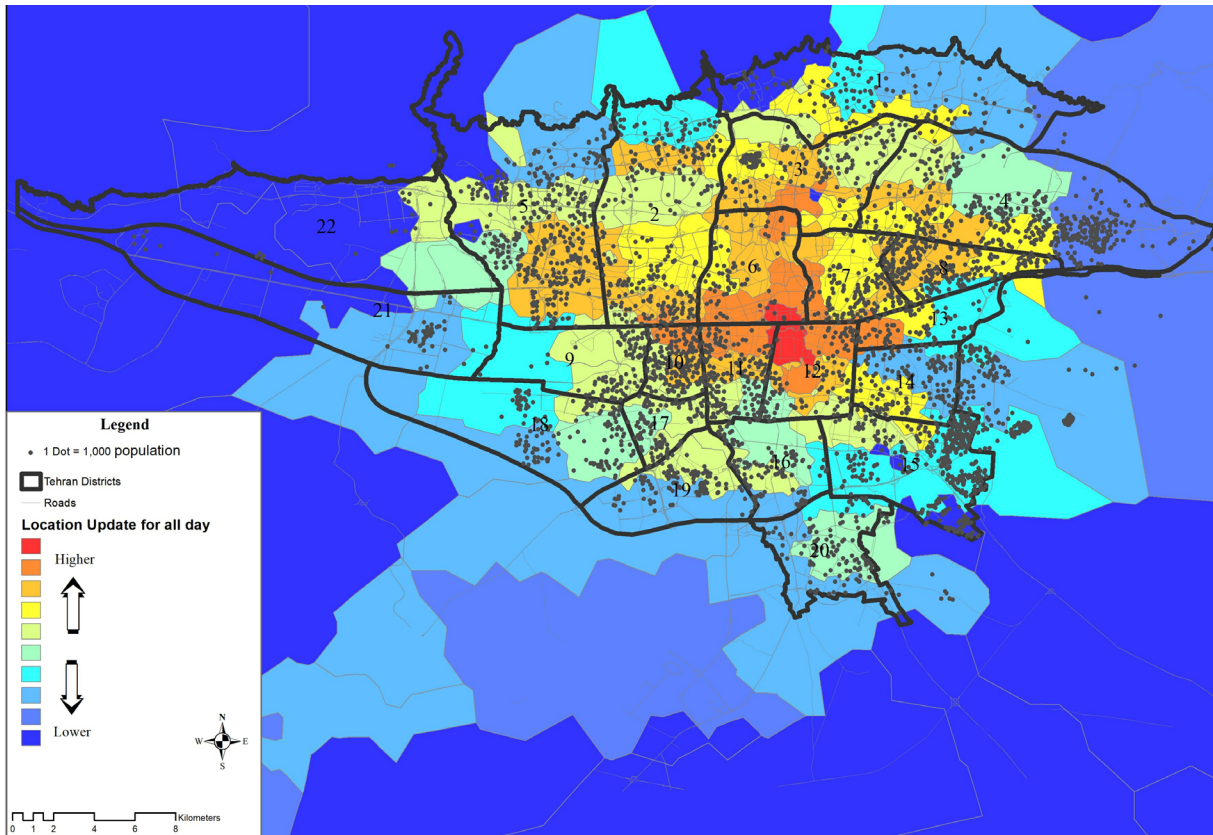 1
3
4
5
2
22
6
7
8
21
13
9
10
11
12
14
18
17
16
15
19
20
Legend
1 Dot = 1,000 population
Tehran Districts
Roads
Location Update for all day
Higher
Lower
N
W E
S
0 1 2 4 6 8 Kilometers